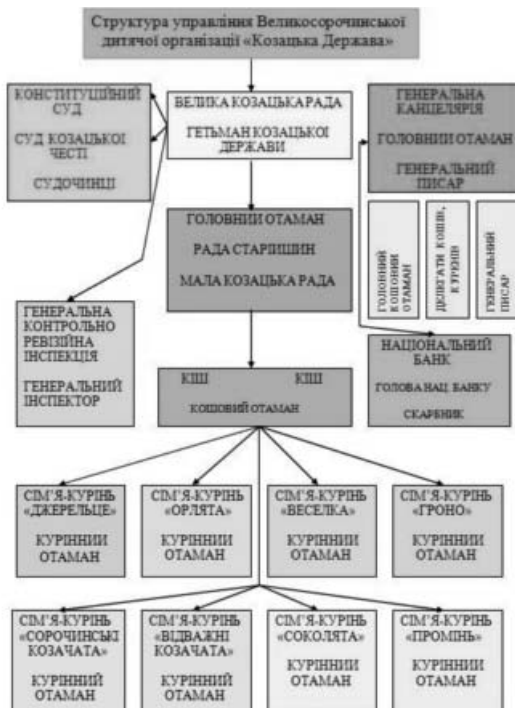 Структура управління Великосорочинської
дитячої організації «Козацька Держава»
КОНСТИТУЦІЙНИЙ
СУД
СУД КОЗАЦЬКОЇ
ЧЕСТІ
СУДОЧИНЦІ
ВЕЛИКА КОЗАЦЬКА РАДА
ГЕТЬМАН КОЗАЦЬКОЇ
ДЕРЖАВИ
ГЕНЕРАЛЬНА
КАНЦЕЛЯРІЯ
ГОЛОВНИЙ ОТАМАН
ГЕНЕРАЛЬНИЙ
ПИСАР
ГОЛОВНИЙ
КОШОВИЙ
ОТАМАН
ДЕЛЕГАТИ КОШІВ,
КУРЕНІВ
ГЕНЕРАЛЬНИЙ
ПИСАР
ГОЛОВНИЙ ОТАМАН
РАДА СТАРІЙШИН
МАЛА КОЗАЦЬКА РАДА
ГЕНЕРАЛЬНА
КОНТРОЛЬНО
РЕВІЗІЙНА
ІНСПЕКЦІЯ
ГЕНЕРАЛЬНИЙ
ІНСПЕКТОР
НАЦІОНАЛЬНИЙ
БАНК
ГОЛОВА НАЦ. БАНКУ
СКАРБНИК
КІШ КІШ
КОШОВИЙ ОТАМАН
СІМ’Я-КУРІНЬ
«ДЖЕРЕЛЬЦЕ»
КУРІННИЙ
ОТАМАН
СІМ’Я-КУРІНЬ
«ОРЛЯТА»
КУРІННИЙ
ОТАМАН
СІМ’Я-КУРІНЬ
«ВЕСЕЛКА»
КУРІННИЙ
ОТАМАН
СІМ’Я-КУРІНЬ
«ГРОНО»
КУРІННИЙ
ОТАМАН
СІМ’Я-КУРІНЬ
«СОРОЧИНСЬКІ
КОЗАЧАТА»
КУРІННИЙ
ОТАМАН
СІМ’Я-КУРІНЬ
«ВІДВАЖНІ
КОЗАЧАТА»
КУРІННИЙ
ОТАМАН
СІМ’Я-КУРІНЬ
«СОКОЛЯТА»
КУРІННИЙ
ОТАМАН
СІМ’Я-КУРІНЬ
«ПРОМІНЬ»
КУРІННИЙ
ОТАМАН